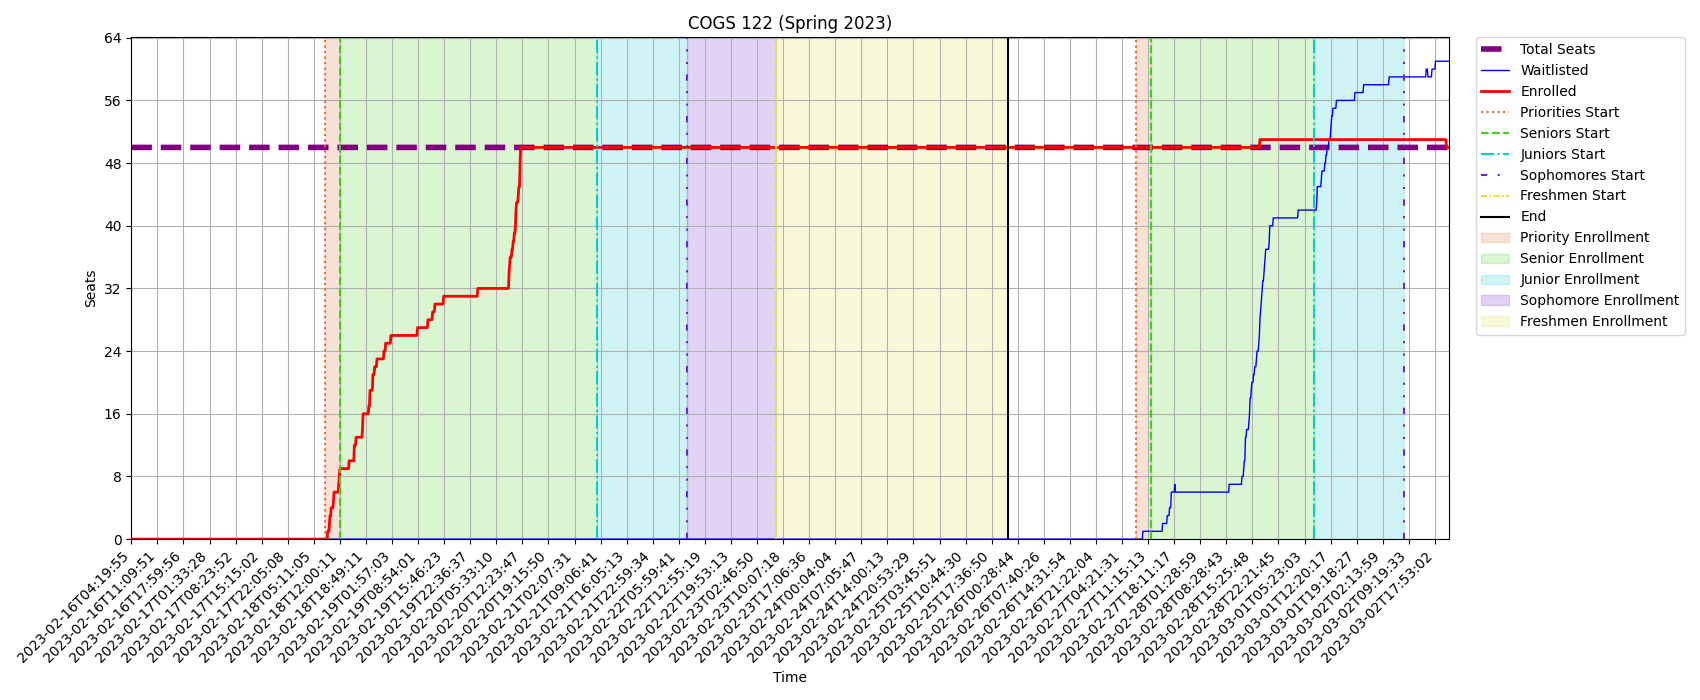 COGS 122 (Spring 2023)
Seats
64
56
48
40
32
24
16
8
0
2023-02-16T04:19:55
2023-02-16T11:09:51
2023-02-16T17:59:56
2023-02-17T01:33:28
2023-02-17T08:23:52
2023-02-17T15:15:02
2023-02-17T22:05:08
2023-02-18T05:11:05
2023-02-18T12:00:11
2023-02-18T18:49:11
2023-02-19T01:57:03
2023-02-19T08:54:01
2023-02-19T15:46:23
2023-02-19T22:36:37
2023-02-20T05:33:10
2023-02-20T12:23:47
2023-02-20T19:15:50
2023-02-21T02:07:31
2023-02-21T09:06:41
2023-02-21T16:05:13
2023-02-21T22:59:34
2023-02-22T05:59:41
2023-02-22T12:55:19
2023-02-22T19:53:13
2023-02-23T02:46:50
2023-02-23T10:07:18
2023-02-23T17:06:36
2023-02-24T00:04:04
2023-02-24T07:05:47
2023-02-24T14:00:13
2023-02-24T20:53:29
2023-02-25T03:45:51
2023-02-25T10:44:30
2023-02-25T17:36:50
2023-02-26T00:28:44
2023-02-26T07:40:26
2023-02-26T14:31:54
2023-02-26T21:22:04
2023-02-27T04:21:31
2023-02-27T11:15:13
2023-02-27T18:11:17
2023-02-28T01:28:59
2023-02-28T08:28:43
2023-02-28T15:25:48
2023-02-28T22:21:45
2023-03-01T05:23:03
2023-03-01T12:20:17
2023-03-01T19:18:27
2023-03-02T02:13:59
2023-03-02T09:19:33
2023-03-02T17:53:02
Time
Total Seats
Waitlisted
Enrolled
Priorities Start
Seniors Start
Juniors Start
Sophomores Start
Freshmen Start
End
Priority Enrollment
Senior Enrollment
Junior Enrollment
Sophomore Enrollment
Freshmen Enrollment